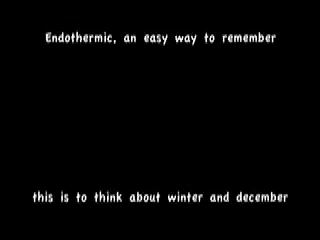 Endothermic, an easy way to remember
this is to think about winter and december